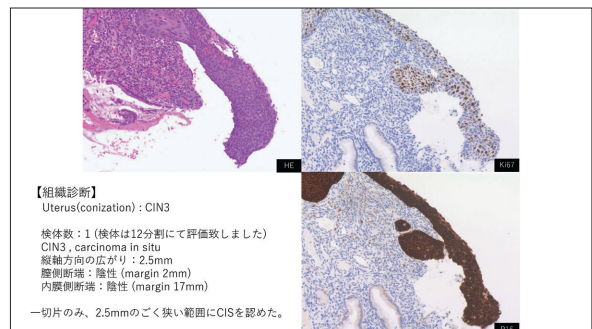 HE
Ki67
【組織診断】
Uterus(conization) : CIN3
検体数：1 (検体は12分割にて評価致しました)
CIN3 , carcinoma in situ
縦軸方向の広がり：2.5mm
膣側断端：陰性 (margin 2mm)
内膜側断端：陰性 (margin 17mm)
一切片のみ、2.5mmのごく狭い範囲にCISを認めた。
P16